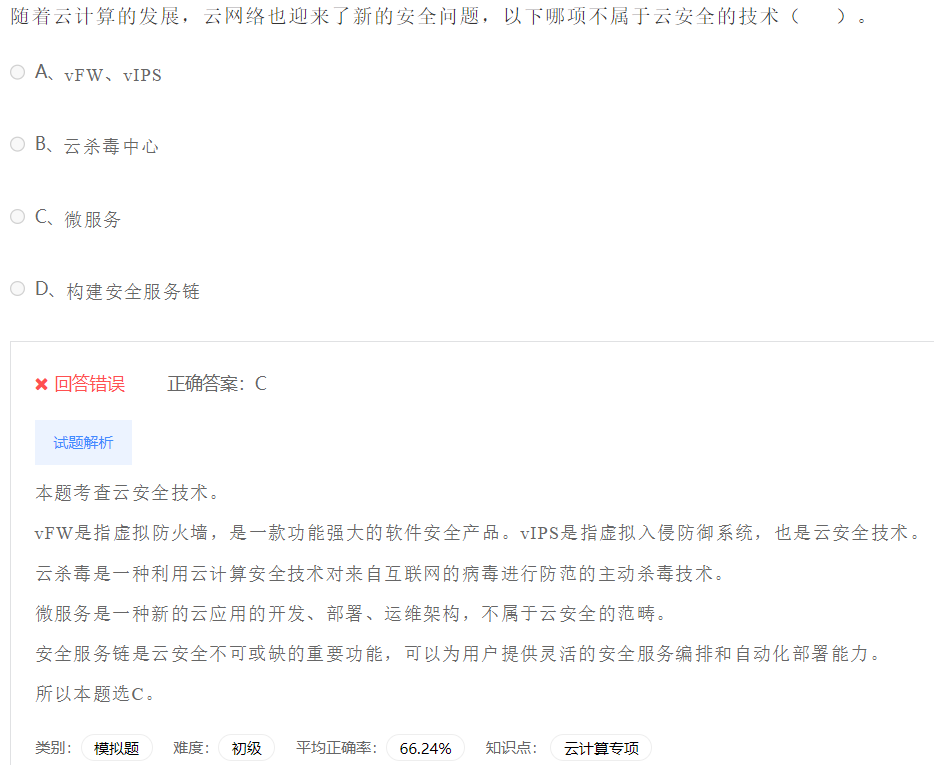 随着云计算的发展，云网络也迎来了新的安全问题，以下哪项不属于云安全的技术（　　）。
A、vFW、vIPS
B、云杀毒中心
C、微服务
D、构建安全服务链
✖ 回答错误 正确答案：C
试题解析
本题考查云安全技术。
vFW是指虚拟防火墙，是一款功能强大的软件安全产品。vIPS是指虚拟入侵防御系统，也是云安全技术。
云杀毒是一种利用云计算安全技术对来自互联网的病毒进行防范的主动杀毒技术。
微服务是一种新的云应用的开发、部署、运维架构，不属于云安全的范畴。
安全服务链是云安全不可或缺的重要功能，可以为用户提供灵活的安全服务编排和自动化部署能力。
所以本题选C。
类别： 模拟题 难度： 初级 平均正确率： 66.24% 知识点： 云计算专项